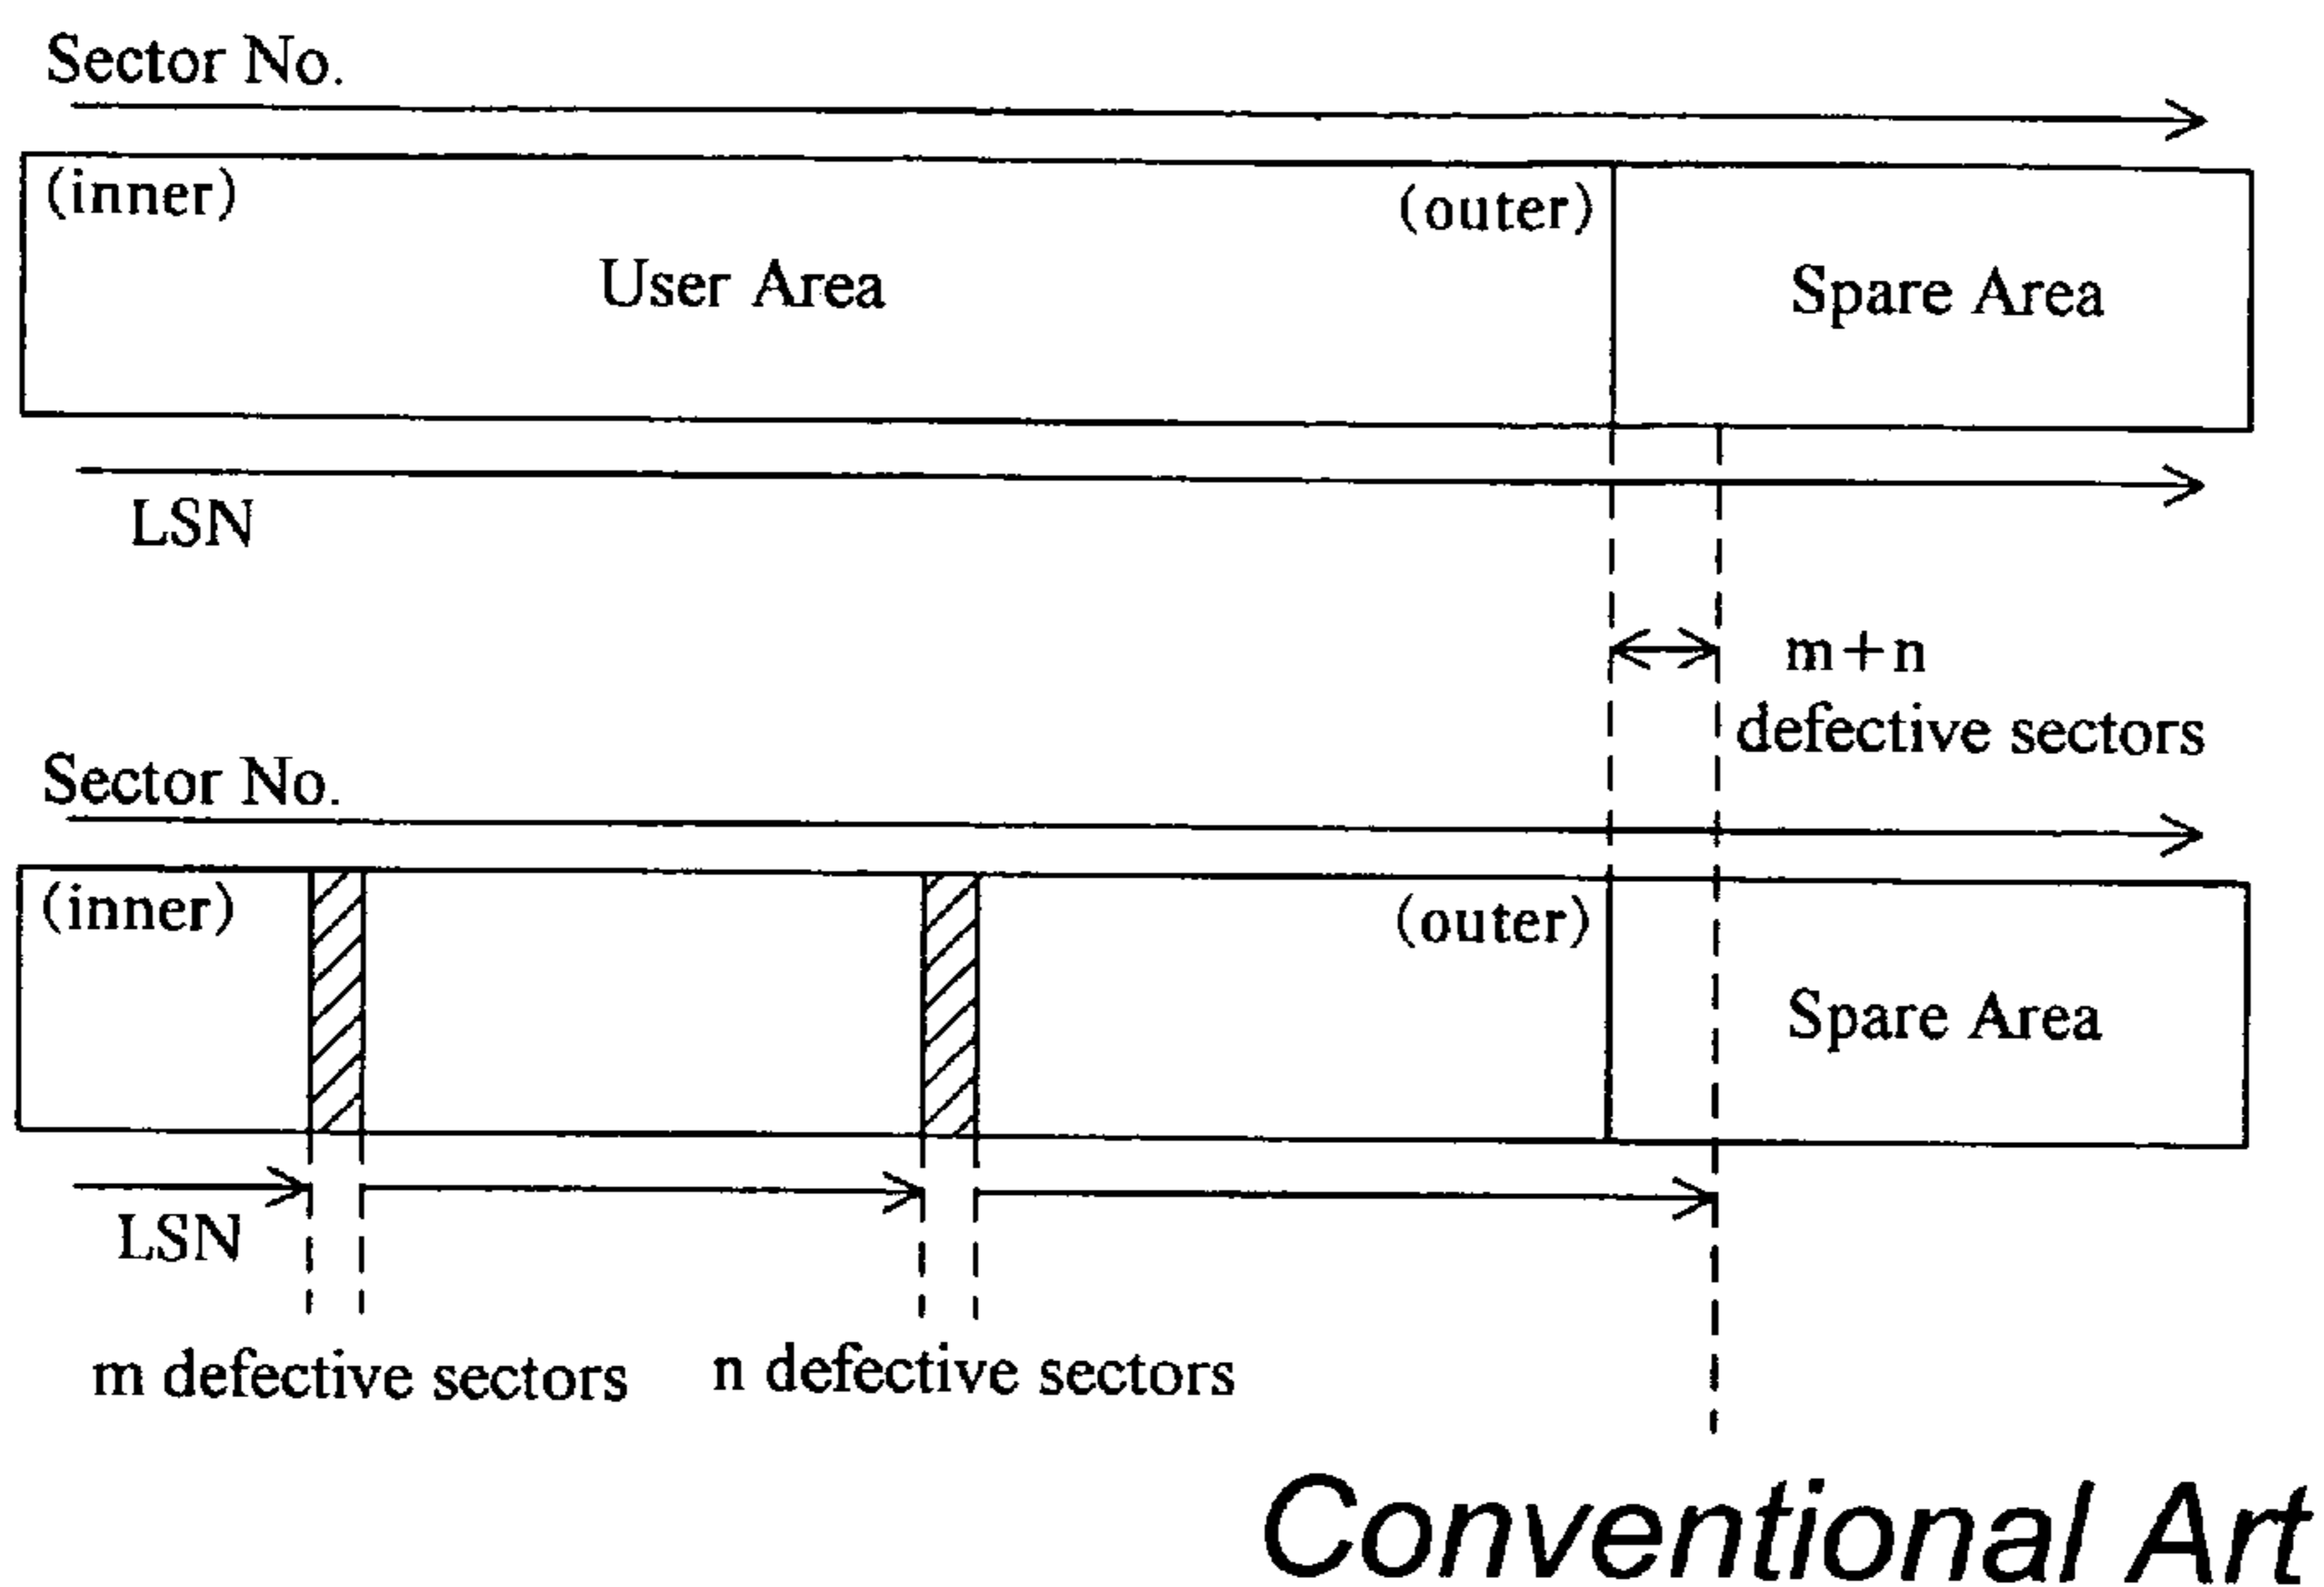 Sector No.
(inner)
(outer)
User Area
Spare Area
LSN
m+n
defective sectors
Sector No.
(inner)
(outer)
Spare Area
LSN
m defective sectors
n defective sectors
Conventional Art